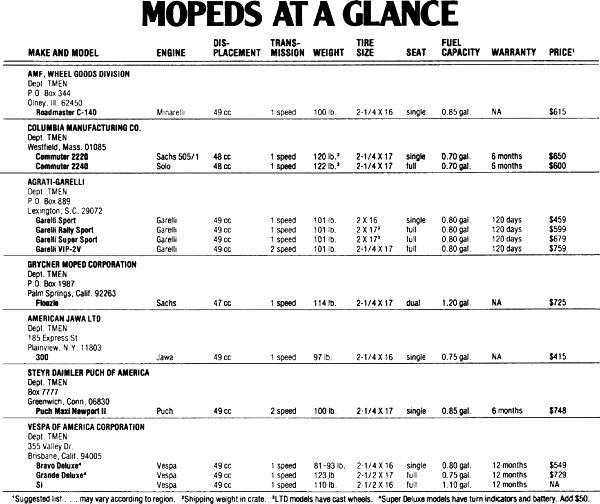 MOPEDS AT A GLANCE
MAKE AND MODEL ENGINE DIS-PLACEMENT TRANS-MISSION WEIGHT TIRE SIZE SEAT FUEL CAPACITY WARRANTY PRICE¹
AMF, WHEEL GOODS DIVISION
Dept. TMEN
P.O. Box 344
Olney, Ill. 62450
Roadmaster C-140 Minarelli 49 cc 1 speed 100 lb. 2-1/4 X 16 single 0.85 gal. NA $615
COLUMBIA MANUFACTURING CO.
Dept. TMEN
Westfield, Mass. 01085
Commuter 2220 Sachs 505/1 48 cc 1 speed 120 lb.² 2-1/4 X 17 single 0.70 gal. 6 months $650
Commuter 2240 Solo 48 cc 1 speed 122 lb.² 2-1/4 X 17 full 0.70 gal. 6 months $600
AGRATI-GARELLI
Dept. TMEN
P.O. Box 889
Lexington, S.C. 29072
Garelli Sport Garelli 49 cc 1 speed 101 lb. 2 X 16 single 0.80 gal. 120 days $459
Garelli Rally Sport Garelli 49 cc 1 speed 101 lb. 2 X 17³ full 0.80 gal. 120 days $599
Garelli Super Sport Garelli 49 cc 1 speed 101 lb. 2 X 17³ full 0.80 gal. 120 days $679
Garelli VIP-2V Garelli 49 cc 2 speed 101 lb. 2-1/4 X 17 full 0.80 gal. 120 days $759
GRYCNER MOPED CORPORATION
Dept. TMEN
P.O. Box 1987
Palm Springs, Calif. 92263
Sachs 47 cc 1 speed 114 lb. 2-1/4 X 17 dual 1.20 gal. NA $725
AMERICAN JAWA LTD.
Dept. TMEN
185 Express St.
Plainview, N.Y. 11803
300 Jawa 49 cc 1 speed 97 lb. 2-1/4 X 16 single 0.75 gal. NA $415
STEYR DAIMLER PUCH OF AMERICA
Dept. TMEN
Box 7777
Greenwich, Conn. 06830
Puch Maxi Newport II Puch 49 cc 2 speed 100 lb. 2-1/4 X 17 single 0.85 gal. 6 months $748
VESPA OF AMERICA CORPORATION
Dept. TMEN
355 Valley Dr.
Brisbane, Calif. 94005
Bravo Deluxe⁴ Vespa 49 cc 1 speed 81-93 lb. 2-1/4 X 16 single 0.80 gal. 12 months $549
Grande Deluxe⁴ Vespa 49 cc 1 speed 123 lb. 2-1/2 X 16 full 0.75 gal. 12 months $729
Si Vespa 49 cc 1 speed 110 lb. 2-1/2 X 16 full 1.10 gal. 12 months NA
¹Suggested list . . . may vary according to region. ²Shipping weight in crate. ³LTD models have cast wheels. ⁴Super Deluxe models have turn indicators and battery. Add $50.